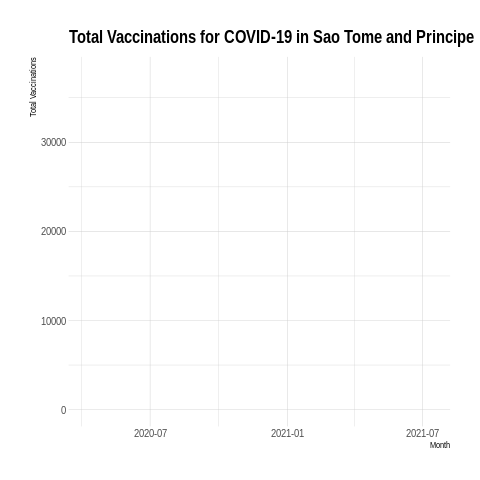 Total Vaccinations for COVID-19 in Sao Tome and Principe
Total Vaccinations
30000
20000
10000
0
2020-07 2021-01 2021-07
Month